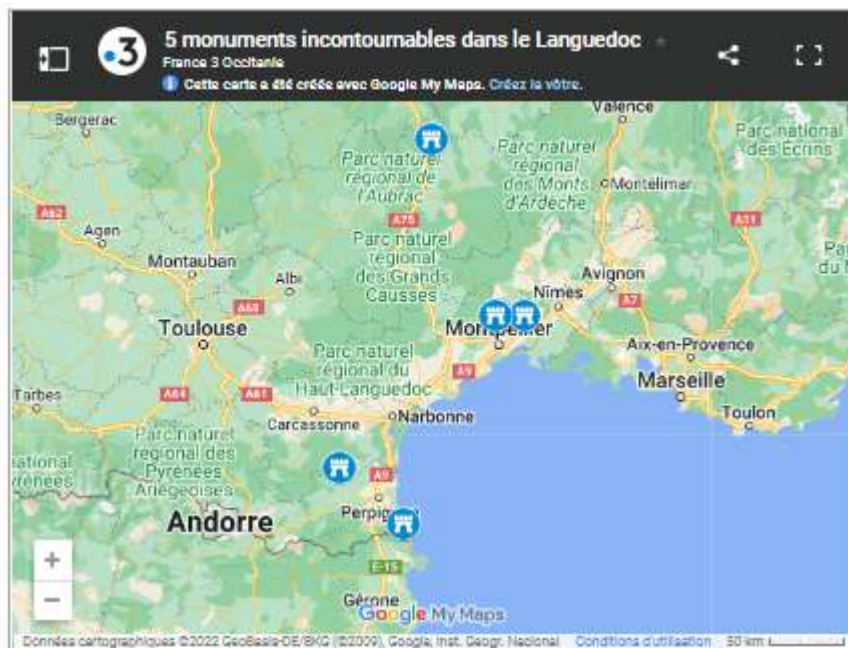 3
5 monuments incontournables dans le Languedoc
France 3 Occitanie
Cette carte a été créée avec Google My Maps. Créez la vôtre.
Bergerac
Valence
Parc national
des Écrins
Parc naturel
régional de
l'Aubrac
Parc naturel
régional
des Monts
d'Ardèche
Montélimar
A62
A75
A51
Agen
Montauban
Albi
Parc naturel
régional
des Grands
Causses
Avignon
Nîmes
A7
A68
Toulouse
Montpellier
Aix-en-Provence
Parc naturel
régional du
Haut-Languedoc
A9
Marseille
Tarbes
A64
A61
Carcassonne
Narbonne
Toulon
Parc naturel
régional des
Pyrénées
Ariégeoises
A9
Andorre
E-15
Gérone
Google My Maps
+
−
Données cartographiques ©2022 GeoBasis-DE/BKG (©2009), Google, Inst. Geogr. Nacional
Conditions d'utilisation
50 km